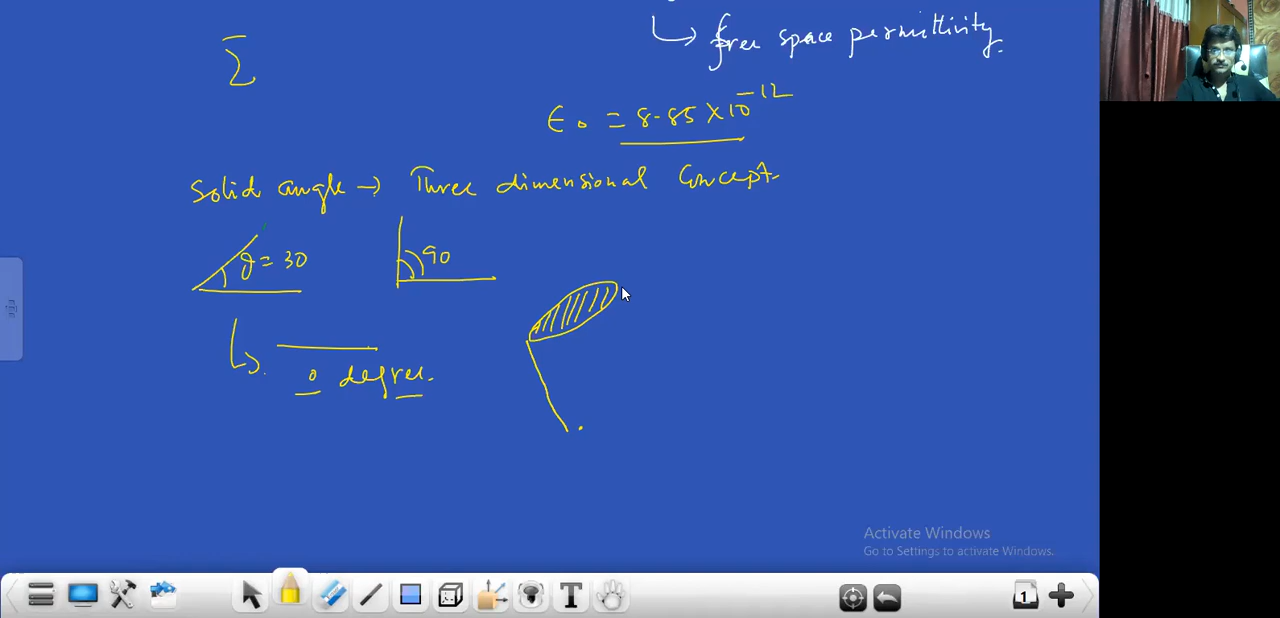 ↳ free space permittivity.
Σ
ϵ₀ = 8.85 × 10⁻¹²
Solid angle → Three dimensional Concept.
θ = 30
90
0 degree.
Activate Windows
Go to Settings to activate Windows.
T
1